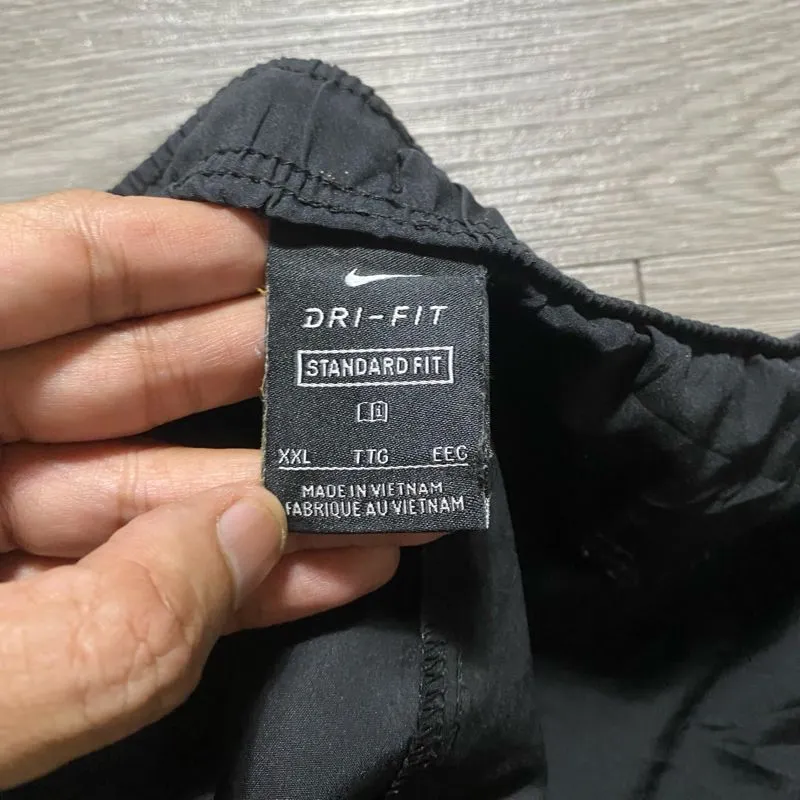 DRI-FIT
STANDARD FIT
i
XXL TTG EEG
MADE IN VIETNAM
FABRIQUE AU VIETNAM